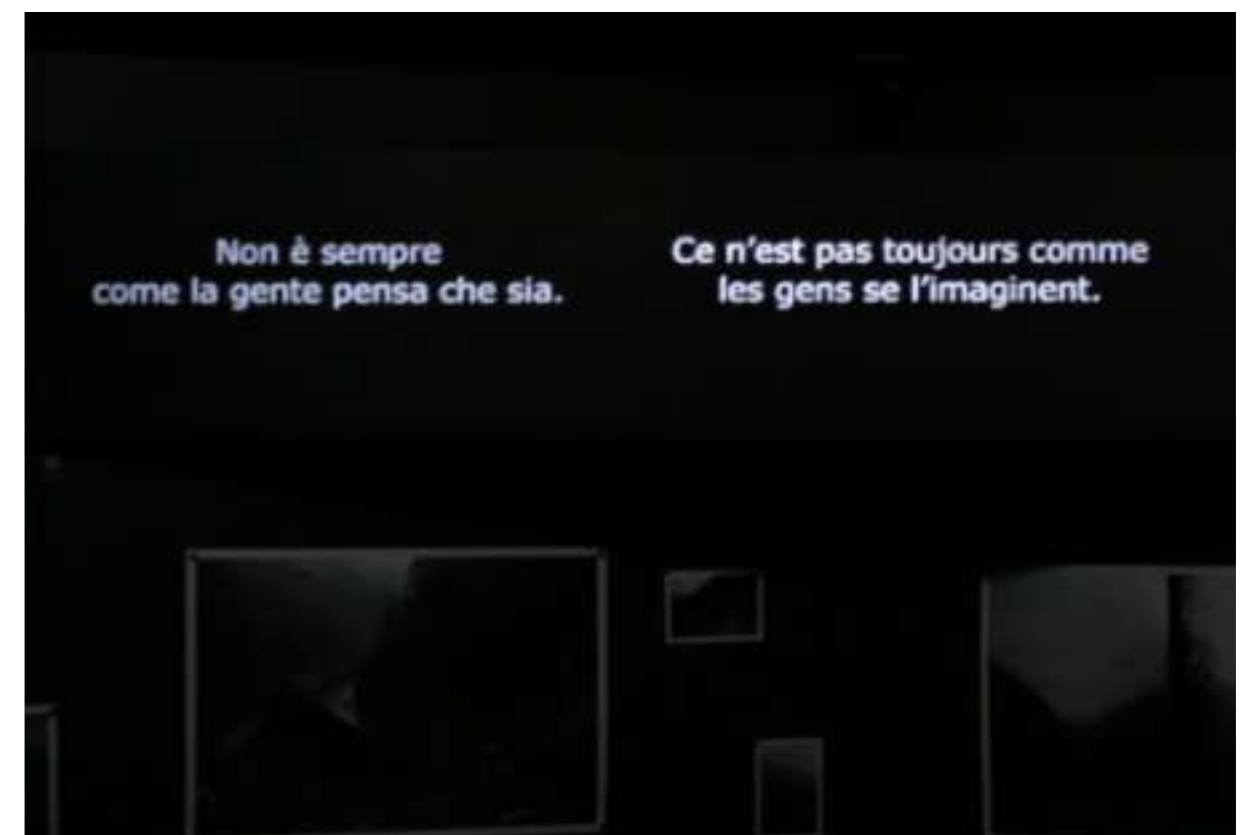 Non è sempre
come la gente pensa che sia.
Ce n'est pas toujours comme
les gens se l'imaginent.